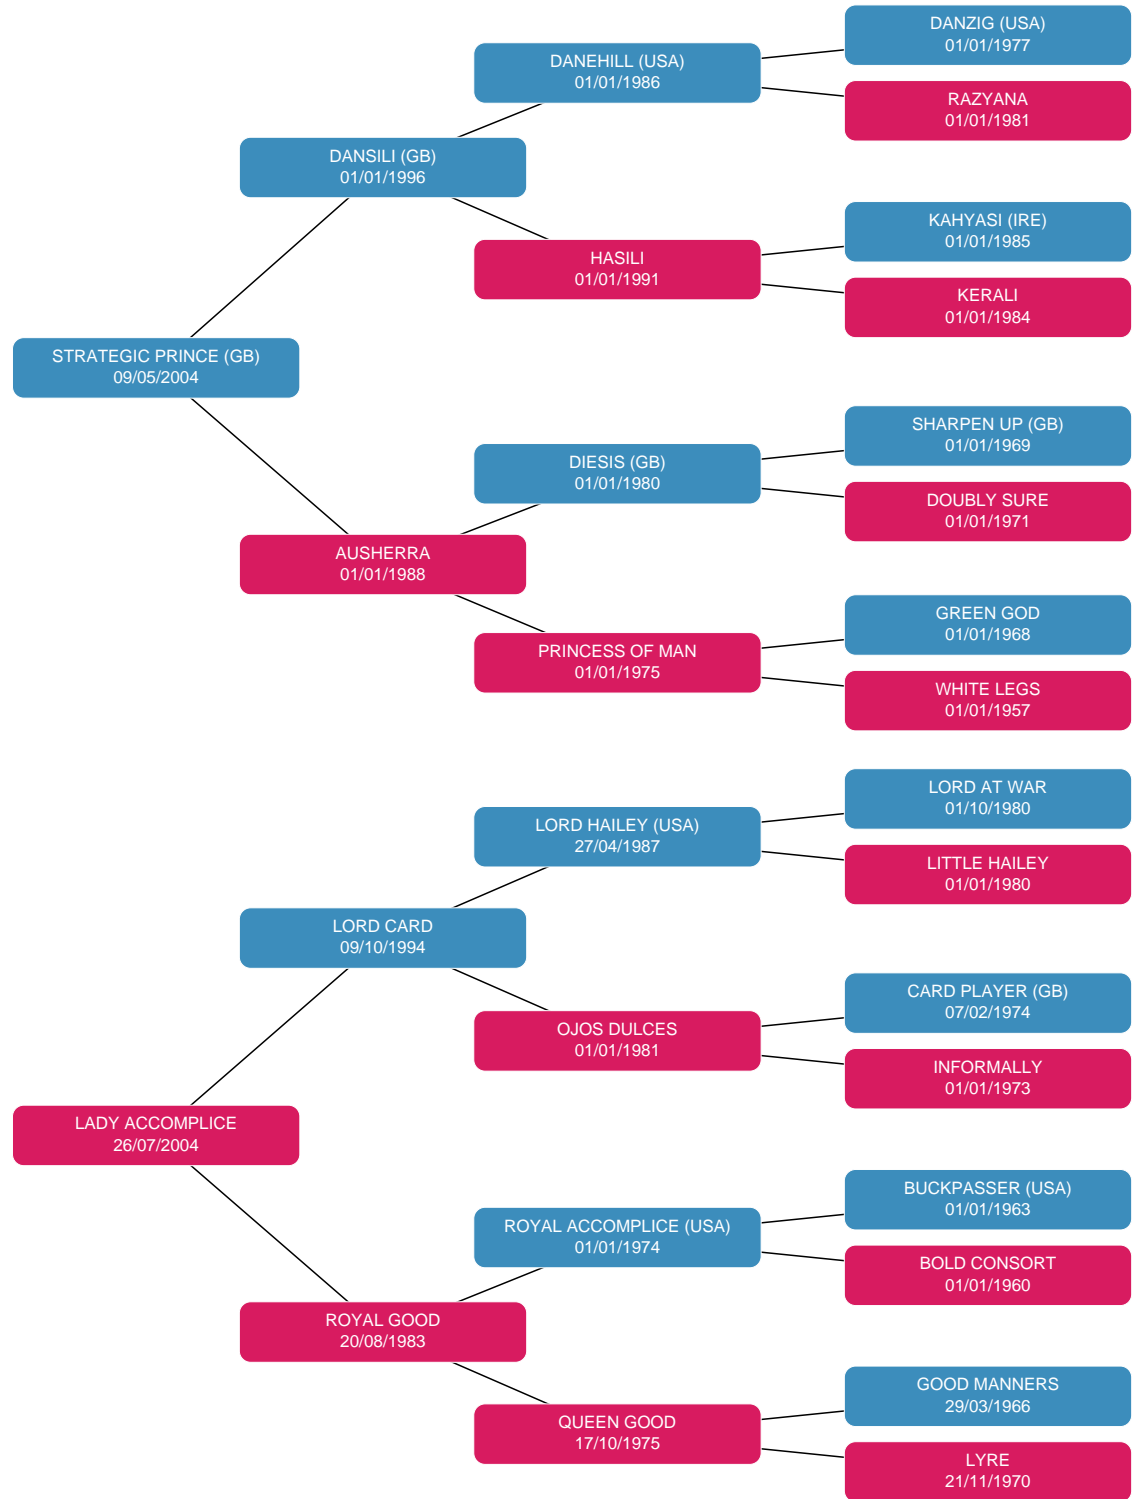 DANZIG (USA)
01/01/1977
DANEHILL (USA)
01/01/1986
RAZYANA
01/01/1981
DANSILI (GB)
01/01/1996
KAHYASI (IRE)
01/01/1985
HASILI
01/01/1991
KERALI
01/01/1984
STRATEGIC PRINCE (GB)
09/05/2004
SHARPEN UP (GB)
01/01/1969
DIESIS (GB)
01/01/1980
DOUBLY SURE
01/01/1971
AUSHERRA
01/01/1988
GREEN GOD
01/01/1968
PRINCESS OF MAN
01/01/1975
WHITE LEGS
01/01/1957
LORD AT WAR
01/10/1980
LORD HAILEY (USA)
27/04/1987
LITTLE HAILEY
01/01/1980
LORD CARD
09/10/1994
CARD PLAYER (GB)
07/02/1974
OJOS DULCES
01/01/1981
INFORMALLY
01/01/1973
LADY ACCOMPLICE
26/07/2004
BUCKPASSER (USA)
01/01/1963
ROYAL ACCOMPLICE (USA)
01/01/1974
BOLD CONSORT
01/01/1960
ROYAL GOOD
20/08/1983
GOOD MANNERS
29/03/1966
QUEEN GOOD
17/10/1975
LYRE
21/11/1970